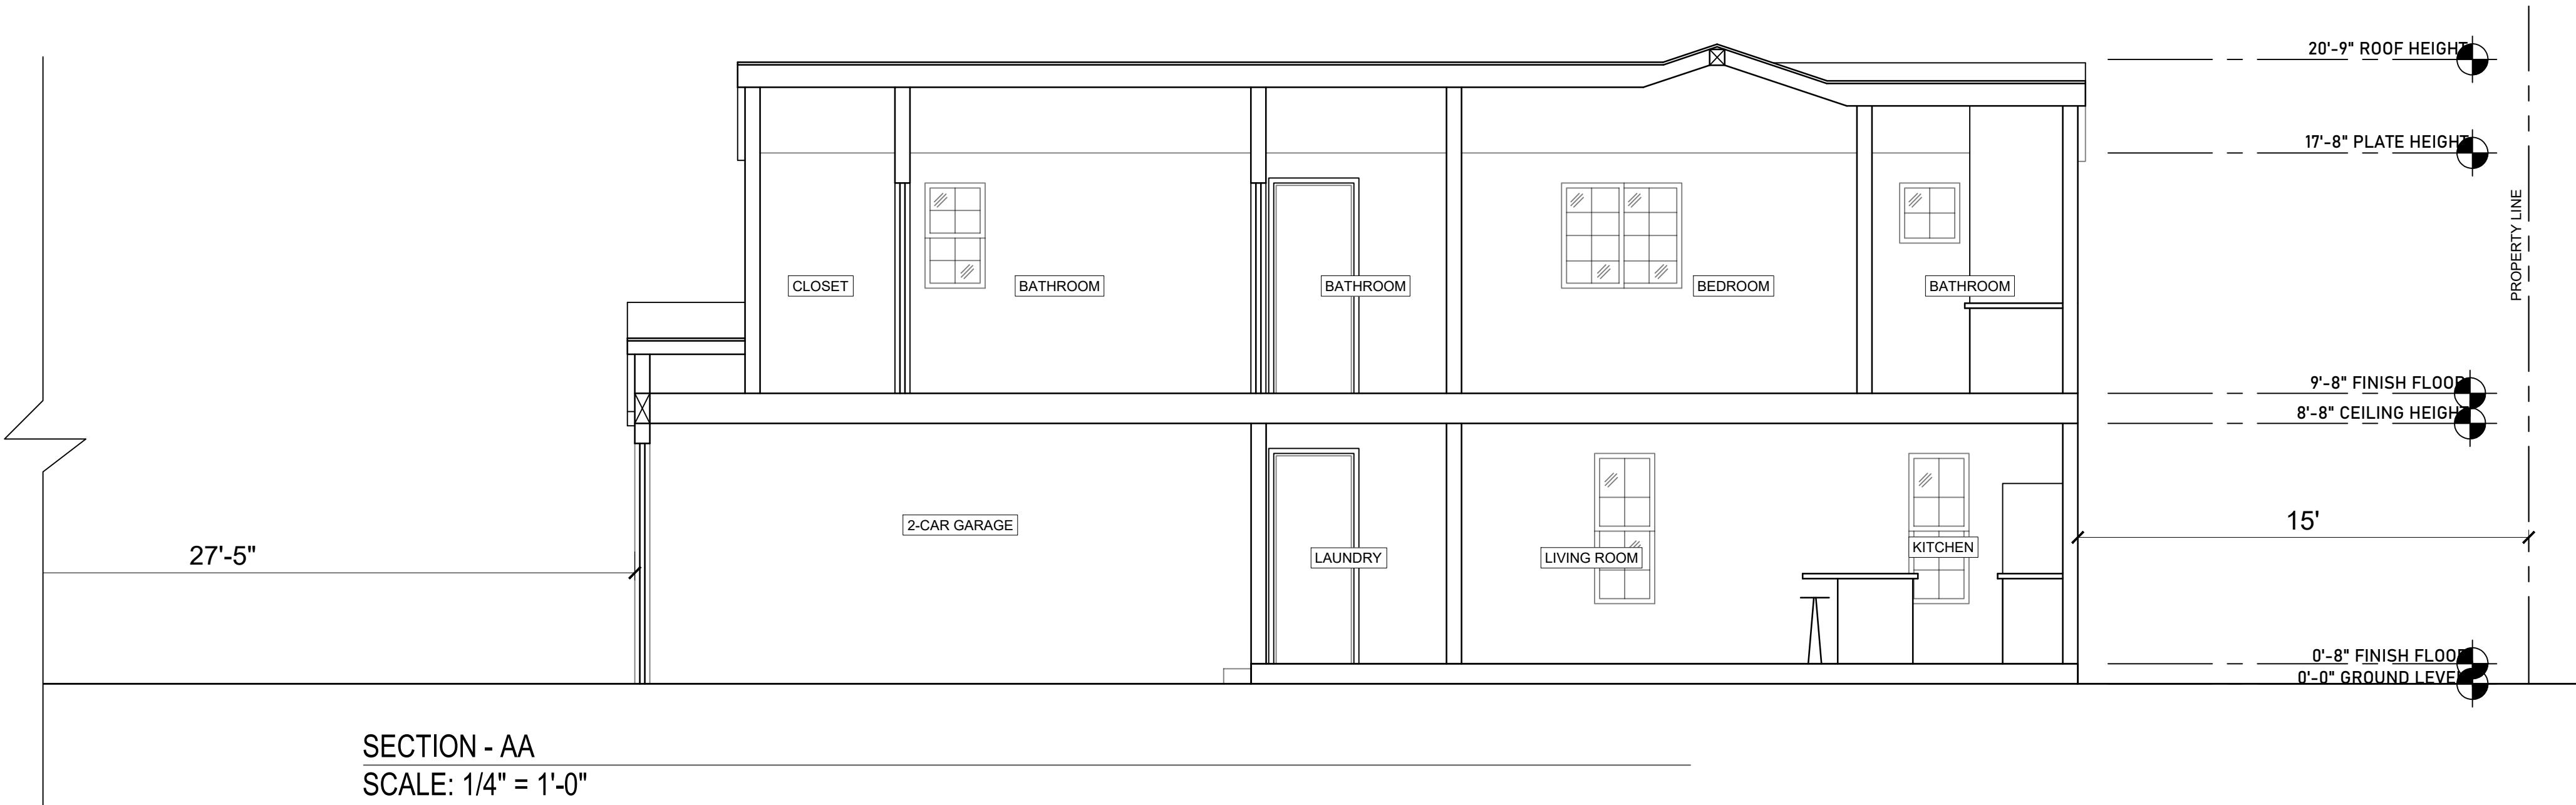 20'-9" ROOF HEIGHT
17'-8" PLATE HEIGHT
PROPERTY LINE
CLOSET
BATHROOM
BATHROOM
BEDROOM
BATHROOM
9'-8" FINISH FLOOR
8'-8" CEILING HEIGHT
2-CAR GARAGE
15'
27'-5"
LAUNDRY
LIVING ROOM
KITCHEN
0'-8" FINISH FLOOR
0'-0" GROUND LEVEL
SECTION - AA
SCALE: 1/4" = 1'-0"